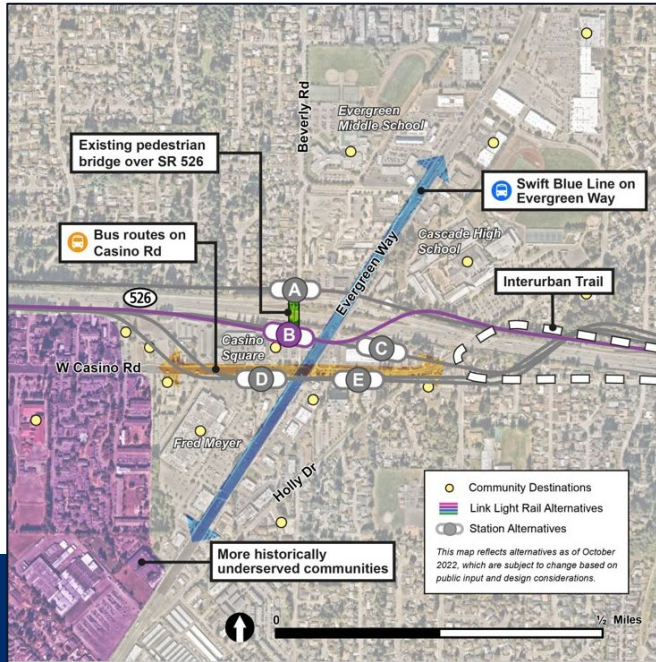 Beverly Rd
Evergreen
Middle School
Existing pedestrian
bridge over SR 526
Swift Blue Line on
Evergreen Way
Bus routes on
Casino Rd
Evergreen Way
Cascade High
School
Interurban Trail
526
A
B
C
Casino
Square
W Casino Rd
D
E
Fred Meyer
Holly Dr
Community Destinations
Link Light Rail Alternatives
Station Alternatives
This map reflects alternatives as of October
2022, which are subject to change based on
public input and design considerations.
More historically
underserved communities
0
½ Miles